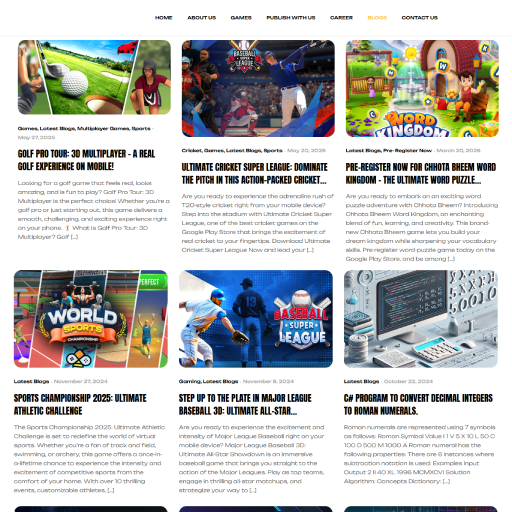 HOME ABOUT US GAMES PUBLISH WITH US CAREER BLOGS CONTACT US
Games, Latest Blogs, Multiplayer Games, Sports -
May 27, 2025
GOLF PRO TOUR: 3D MULTIPLAYER – A REAL
GOLF EXPERIENCE ON MOBILE!
Looking for a golf game that feels real, looks
amazing, and is fun to play? Golf Pro Tour: 3D
Multiplayer is the perfect choice! Whether you're a
golf pro or just starting out, this game delivers a
smooth, challenging, and exciting experience right
on your phone. What is Golf Pro Tour: 3D
Multiplayer? Golf [...]
BASEBALL
SUPER
LEAGUE
Cricket, Games, Latest Blogs, Sports - May 20, 2025
ULTIMATE CRICKET SUPER LEAGUE: DOMINATE
THE PITCH IN THIS ACTION-PACKED CRICKET...
Are you ready to experience the adrenaline rush of
T20-style cricket right from your mobile device?
Step into the stadium with Ultimate Cricket Super
League, one of the best cricket games on the
Google Play Store that brings the excitement of
real cricket to your fingertips. Download Ultimate
Cricket Super League Now and lead your [...]
WORD
KINGDOM
Latest Blogs, Pre-Register Now - March 20, 2025
PRE-REGISTER NOW FOR CHHOTA BHEEM WORD
KINGDOM – THE ULTIMATE WORD PUZZLE...
Are you ready to embark on an exciting word
puzzle adventure with Chhota Bheem? Introducing
Chhota Bheem Word Kingdom, an enchanting
blend of fun, learning, and creativity. This brand-
new Chhota Bheem game lets you build your
dream kingdom while sharpening your vocabulary
skills. Pre-register word puzzle game today on the
Google Play Store, and be among [...]
PERFECT
WORLD
SPORTS
CHAMPIONSHIP
Latest Blogs - November 27, 2024
SPORTS CHAMPIONSHIP 2025: ULTIMATE
ATHLETIC CHALLENGE
The Sports Championship 2025: Ultimate Athletic
Challenge is set to redefine the world of virtual
sports. Whether you're a fan of track and field,
swimming, or archery, this game offers a once-in-
a-lifetime chance to experience the intensity and
excitement of competitive sports from the
comfort of your home. With over 10 thrilling
events, customizable athletes, [...]
BASEBALL
SUPER
LEAGUE
Gaming, Latest Blogs - November 8, 2024
STEP UP TO THE PLATE IN MAJOR LEAGUE
BASEBALL 3D: ULTIMATE ALL-STAR...
Are you ready to experience the excitement and
intensity of Major League Baseball right on your
mobile device? Major League Baseball 3D:
Ultimate All-Star Showdown is an immersive
baseball game that brings you straight to the
action of the Major Leagues. Play as top teams,
engage in thrilling all-star matchups, and
strategize your way to [...]
Latest Blogs - October 22, 2024
C# PROGRAM TO CONVERT DECIMAL INTEGERS
TO ROMAN NUMERALS.
Roman numerals are represented using 7 symbols
as follows: Roman Symbol Value I 1 V 5 X 10 L 50 C
100 D 500 M 1000 A Roman numeral has the
following properties: There are 6 instances where
subtraction notation is used: Examples Input
Output 2 II 40 XL 1996 MCMXCVI Solution
Algorithm: Concepts Dictionary: [...]